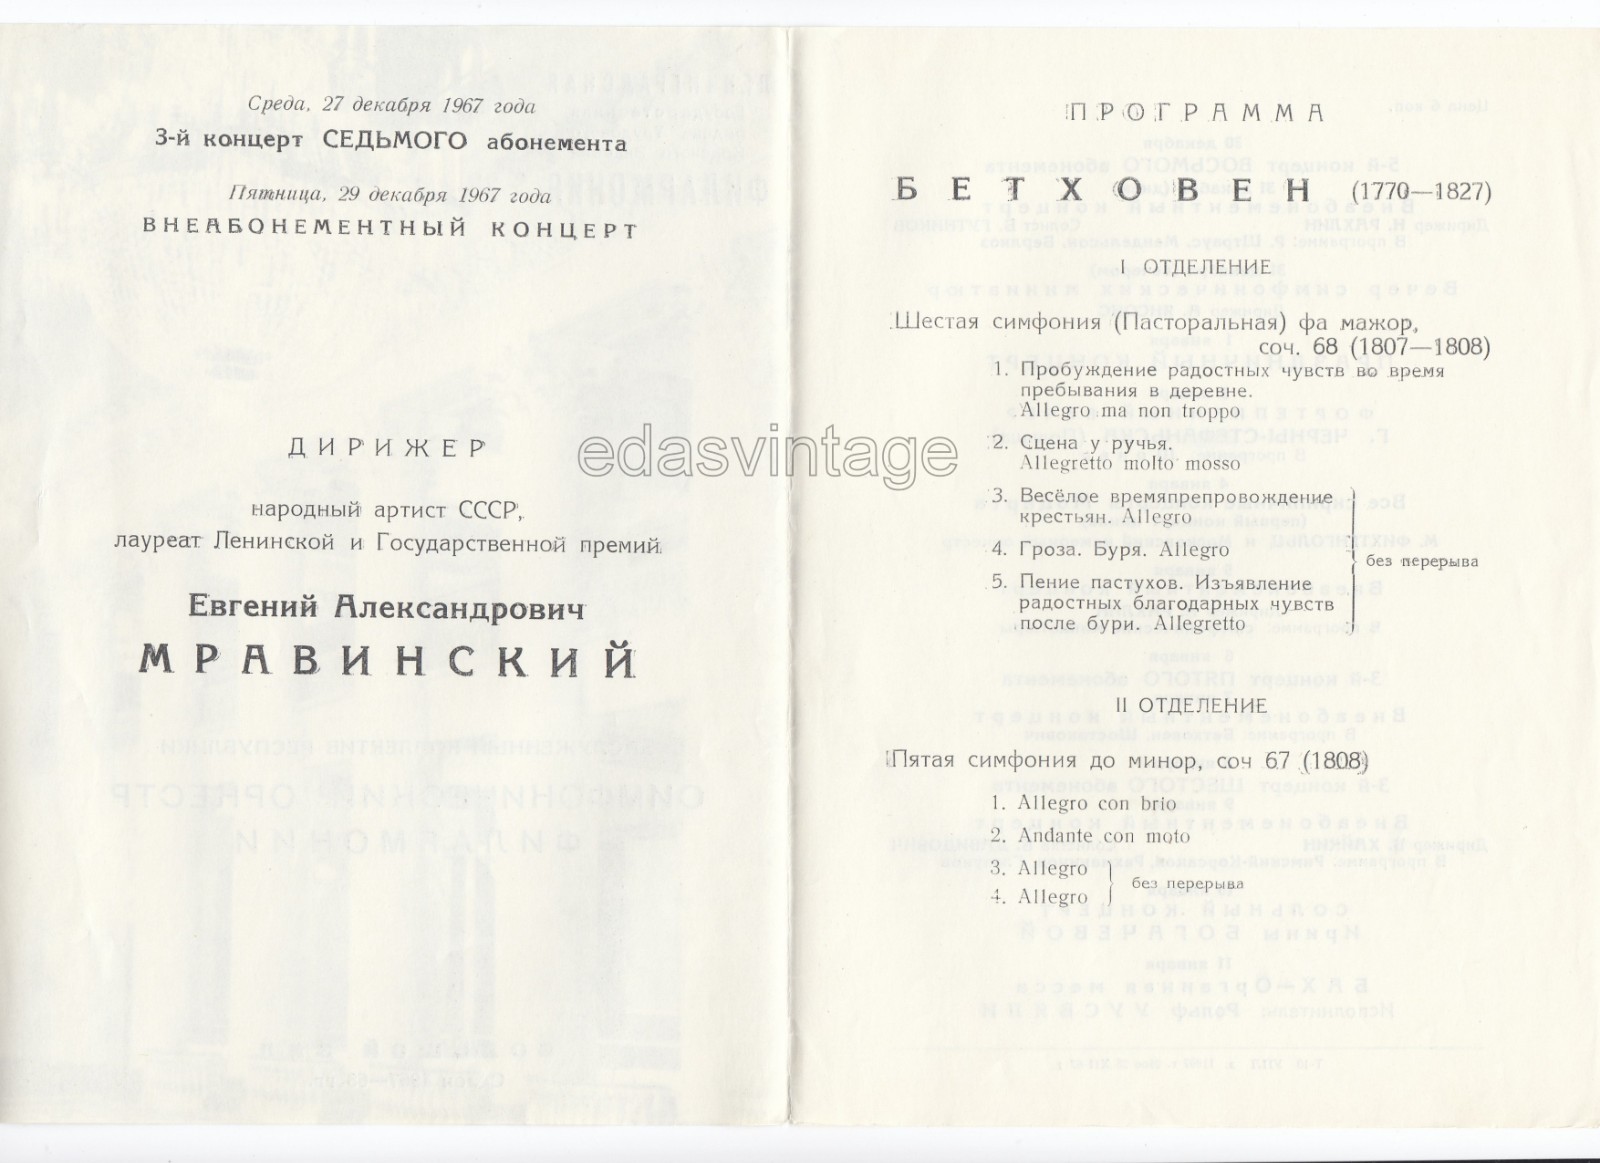 Среда, 27 декабря 1967 года
3-й концерт СЕДЬМОГО абонемента
Пятница, 29 декабря 1967 года
ВНЕАБОНЕМЕНТНЫЙ КОНЦЕРТ
ДИРИЖЕР
народный артист СССР,
лауреат Ленинской и Государственной премий
Евгений Александрович
МРАВИНСКИЙ
edasvintage
ПРОГРАММА
БЕТХОВЕН (1770—1827)
I ОТДЕЛЕНИЕ
Шестая симфония (Пасторальная) фа мажор,
соч. 68 (1807—1808)
1. Пробуждение радостных чувств во время
пребывания в деревне.
Allegro ma non troppo
2. Сцена у ручья.
Allegretto molto mosso
3. Весёлое времяпрепровождение
крестьян. Allegro
4. Гроза. Буря. Allegro
без перерыва
5. Пение пастухов. Изъявление
радостных благодарных чувств
после бури. Allegretto
II ОТДЕЛЕНИЕ
Пятая симфония до минор, соч 67 (1808)
1. Allegro con brio
2. Andante con moto
3. Allegro
без перерыва
4. Allegro